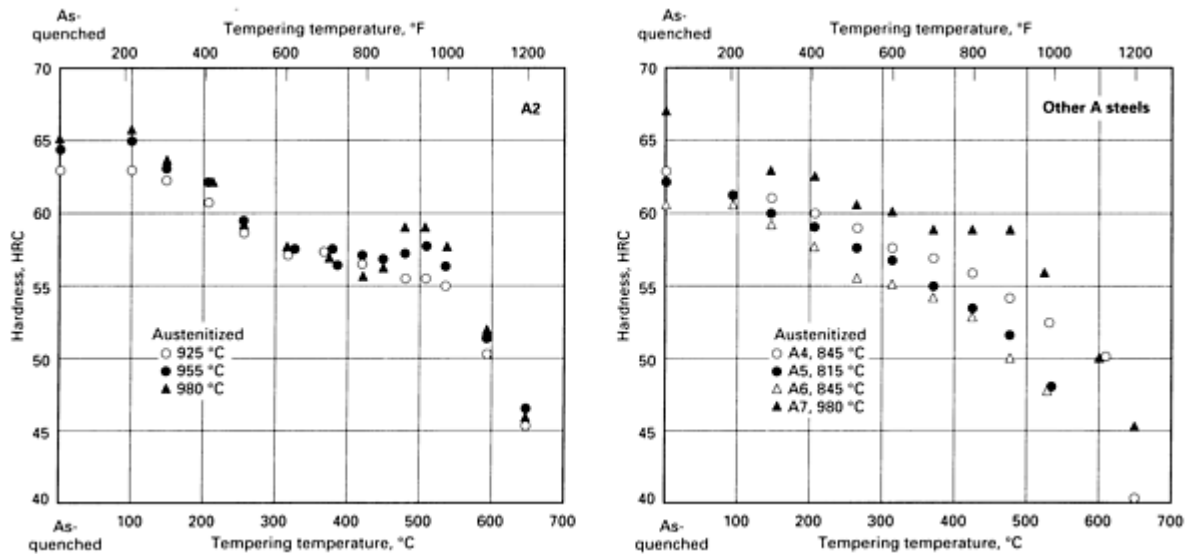 As-
quenched
Tempering temperature, °F
200 400 600 800 1000 1200
70
65
60
55
50
45
40
Hardness, HRC
A2
Austenitized
○ 925 °C
● 955 °C
▲ 980 °C
As-
quenched
100 200 300 400 500 600 700
Tempering temperature, °C
As-
quenched
Tempering temperature, °F
200 400 600 800 1000 1200
70
65
60
55
50
45
40
Hardness, HRC
Other A steels
Austenitized
○ A4, 845 °C
● A5, 815 °C
△ A6, 845 °C
▲ A7, 980 °C
As-
quenched
100 200 300 400 500 600 700
Tempering temperature, °C